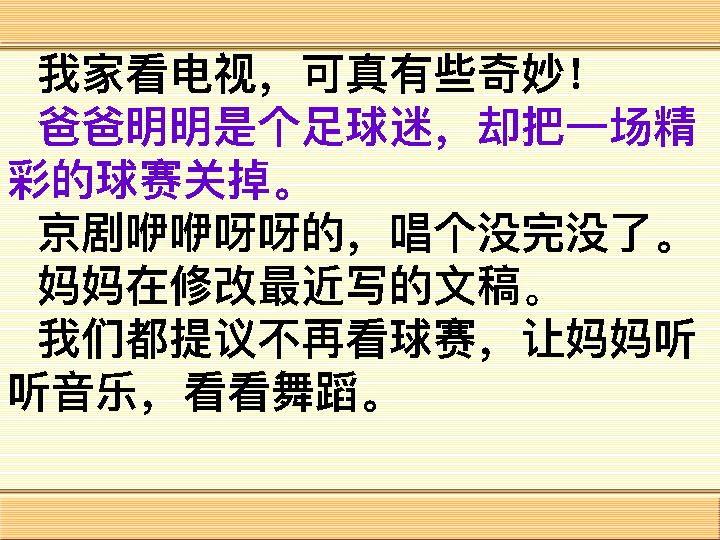 我家看电视，可真有些奇妙！
爸爸明明是个足球迷，却把一场精
彩的球赛关掉。
京剧咿咿呀呀的，唱个没完没了。
妈妈在修改最近写的文稿。
我们都提议不再看球赛，让妈妈听
听音乐，看看舞蹈。